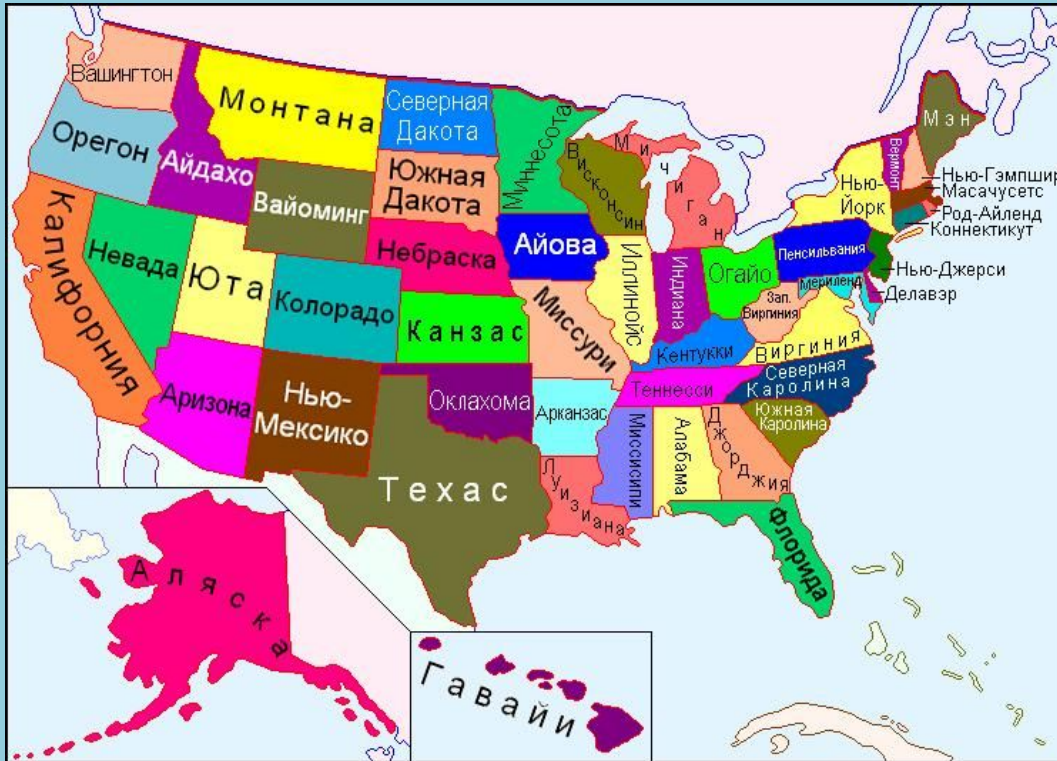 Вашингтон
Монтана
Северная
Дакота
Миннесота
Мичиган
Мэн
Вермонт
Орегон
Айдахо
Южная
Дакота
Висконсин
Нью-
Йорк
Нью-Гэмпшир
Масачусетс
Род-Айленд
Коннектикут
Вайоминг
Калифорния
Невада
Юта
Колорадо
Небраска
Айова
Иллинойс
Индиана
Огайо
Пенсильвания
Нью-Джерси
Мериленд
Делавэр
Канзас
Миссури
Зап.
Виргиния
Виргиния
Кентукки
Аризона
Нью-
Мексико
Оклахома
Арканзас
Теннесси
Северная
Каролина
Южная
Каролина
Техас
Луизиана
Миссисипи
Алабама
Джорджия
Флорида
Аляска
Гавайи